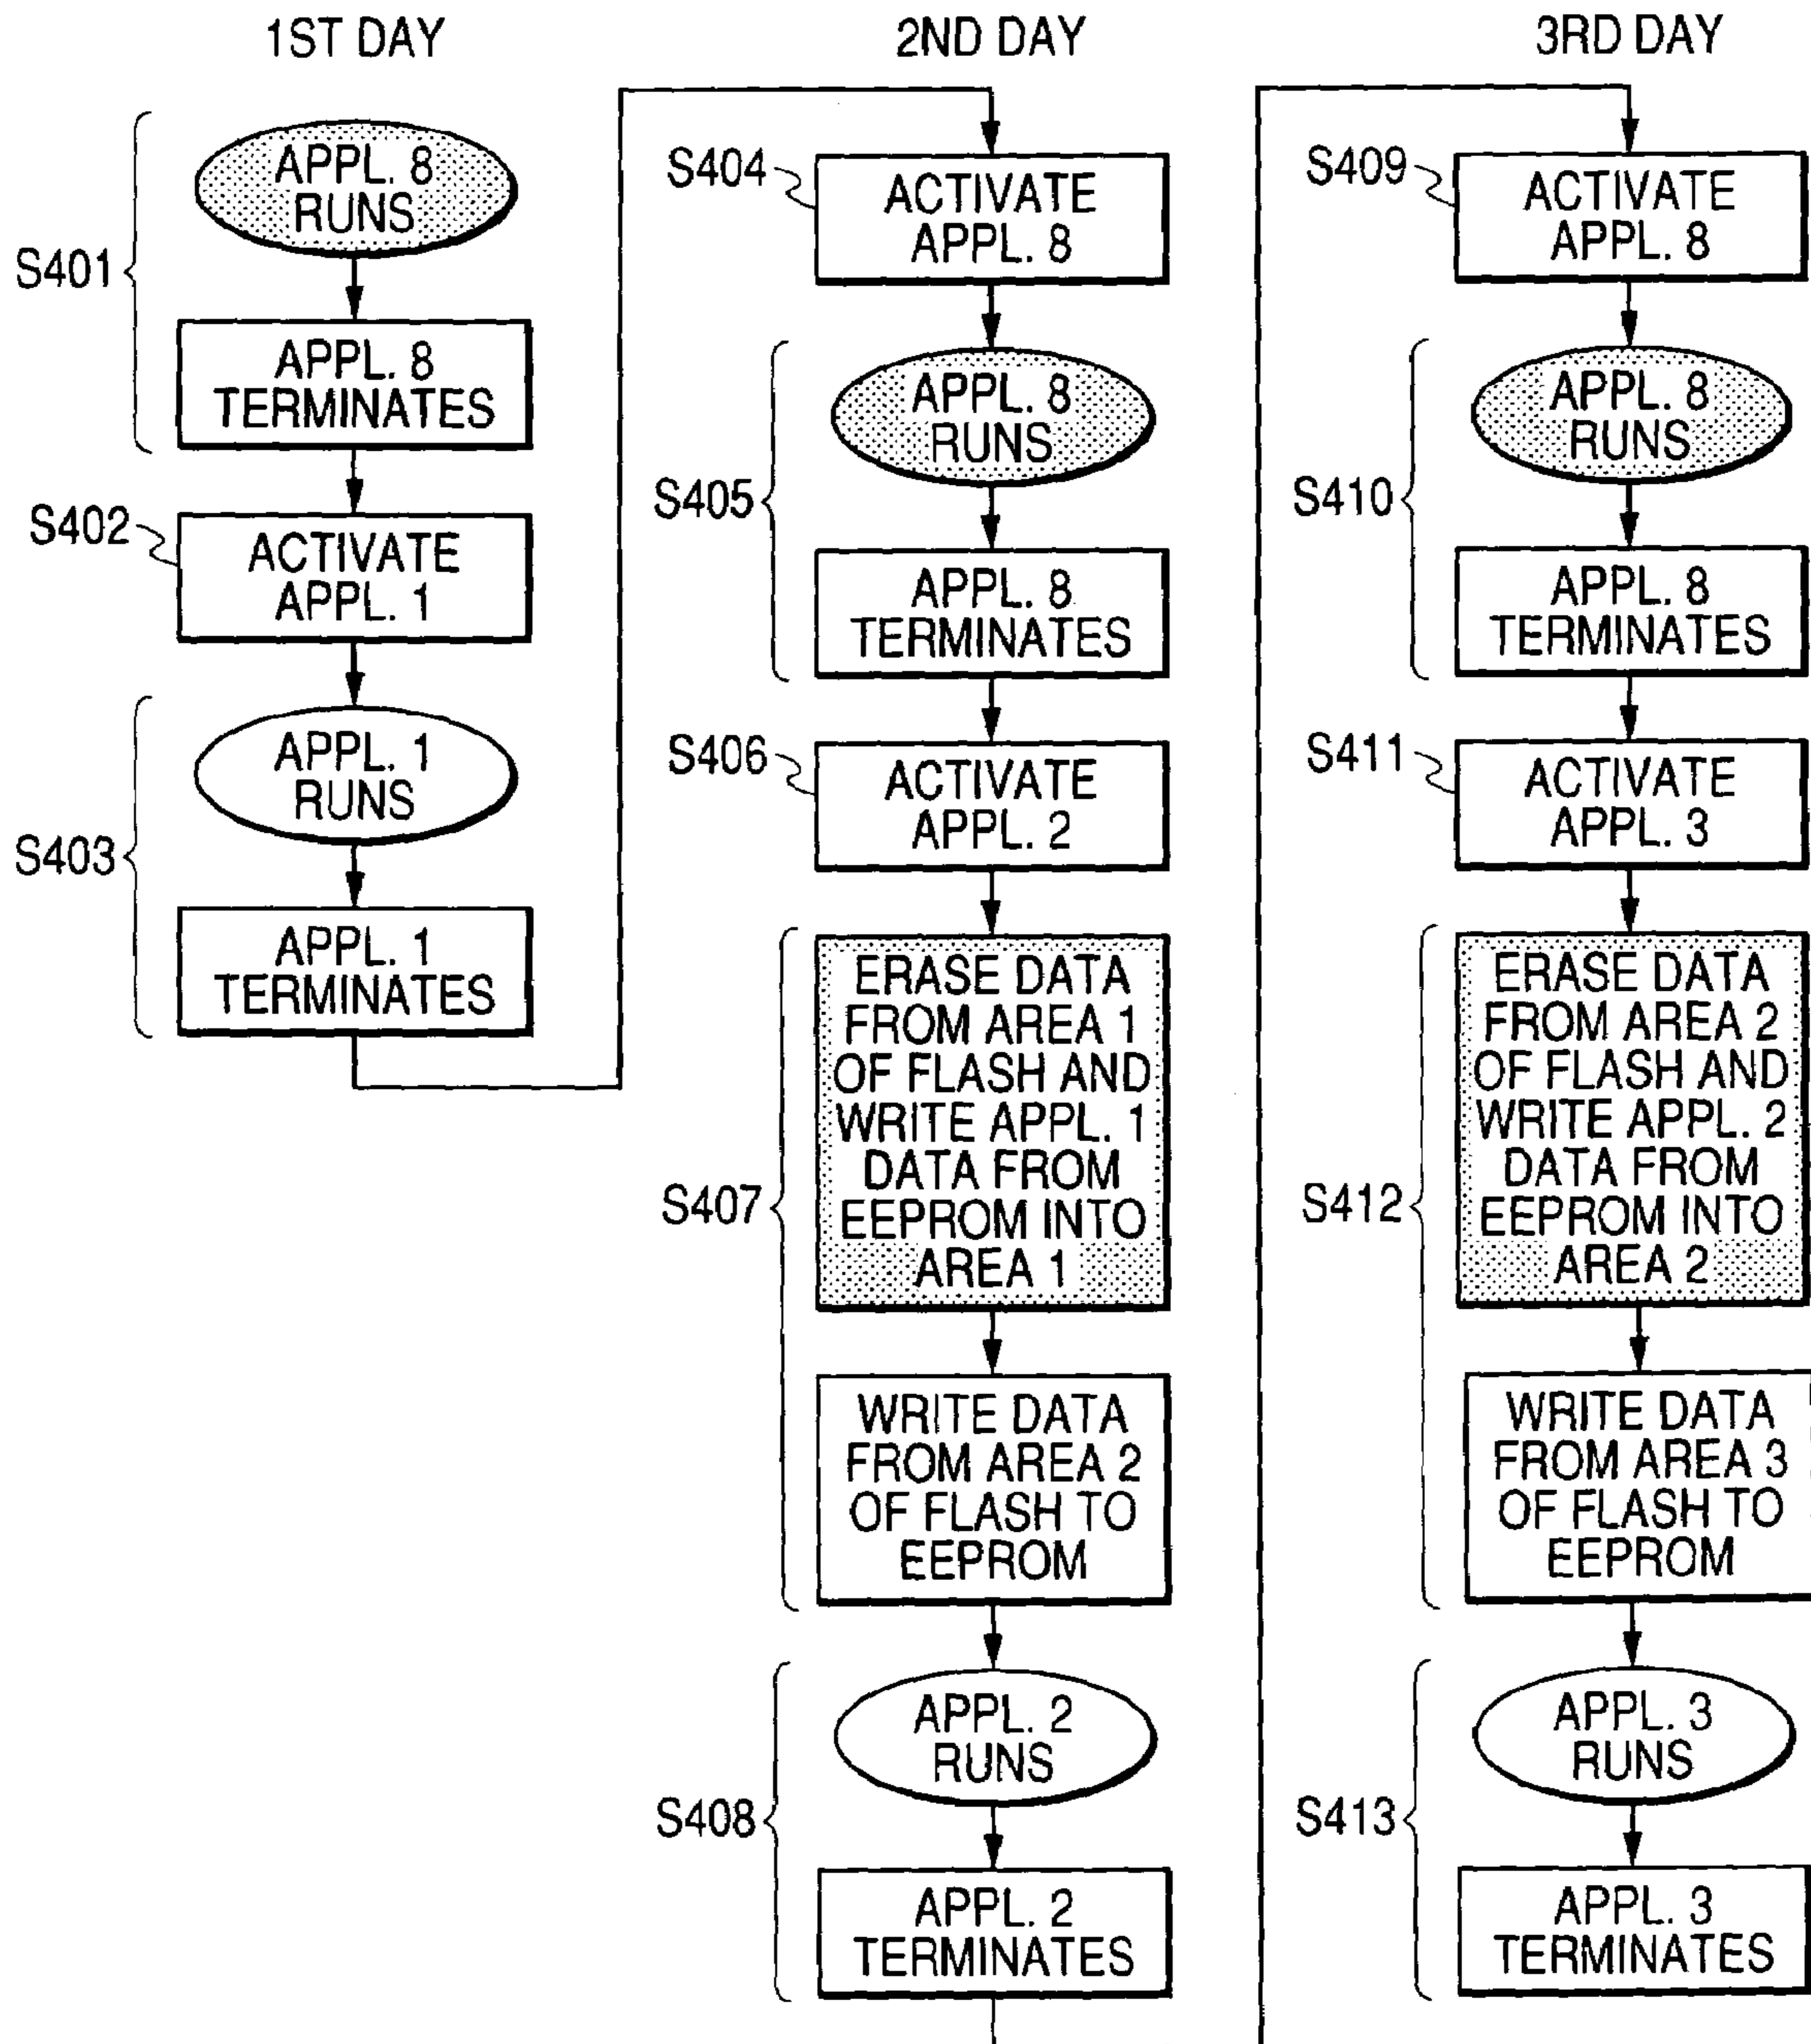 1ST DAY
S401
APPL. 8
RUNS
APPL. 8
TERMINATES
S402
ACTIVATE
APPL. 1
S403
APPL. 1
RUNS
APPL. 1
TERMINATES
2ND DAY
S404
ACTIVATE
APPL. 8
S405
APPL. 8
RUNS
APPL. 8
TERMINATES
S406
ACTIVATE
APPL. 2
S407
ERASE DATA
FROM AREA 1
OF FLASH AND
WRITE APPL. 1
DATA FROM
EEPROM INTO
AREA 1
WRITE DATA
FROM AREA 2
OF FLASH TO
EEPROM
S408
APPL. 2
RUNS
APPL. 2
TERMINATES
3RD DAY
S409
ACTIVATE
APPL. 8
S410
APPL. 8
RUNS
APPL. 8
TERMINATES
S411
ACTIVATE
APPL. 3
S412
ERASE DATA
FROM AREA 2
OF FLASH AND
WRITE APPL. 2
DATA FROM
EEPROM INTO
AREA 2
WRITE DATA
FROM AREA 3
OF FLASH TO
EEPROM
S413
APPL. 3
RUNS
APPL. 3
TERMINATES